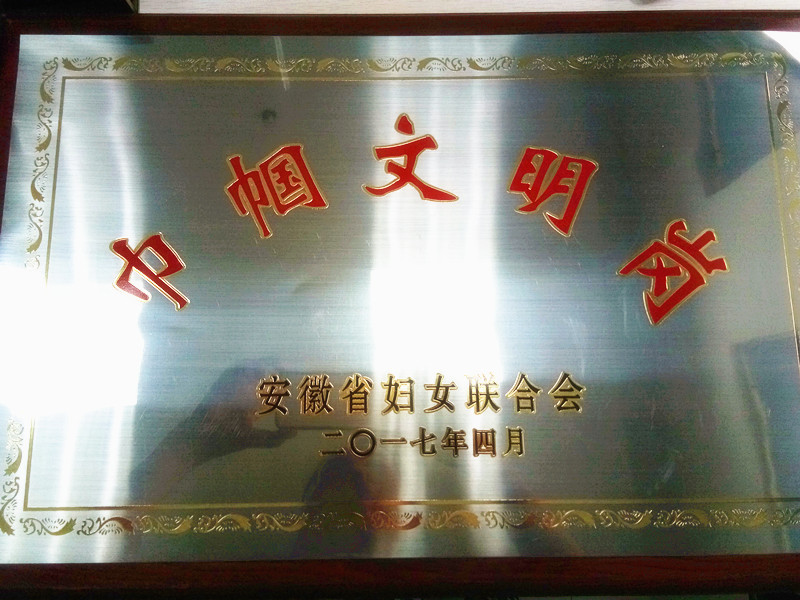 巾帼文明岗
安徽省妇女联合会
二〇一七年四月